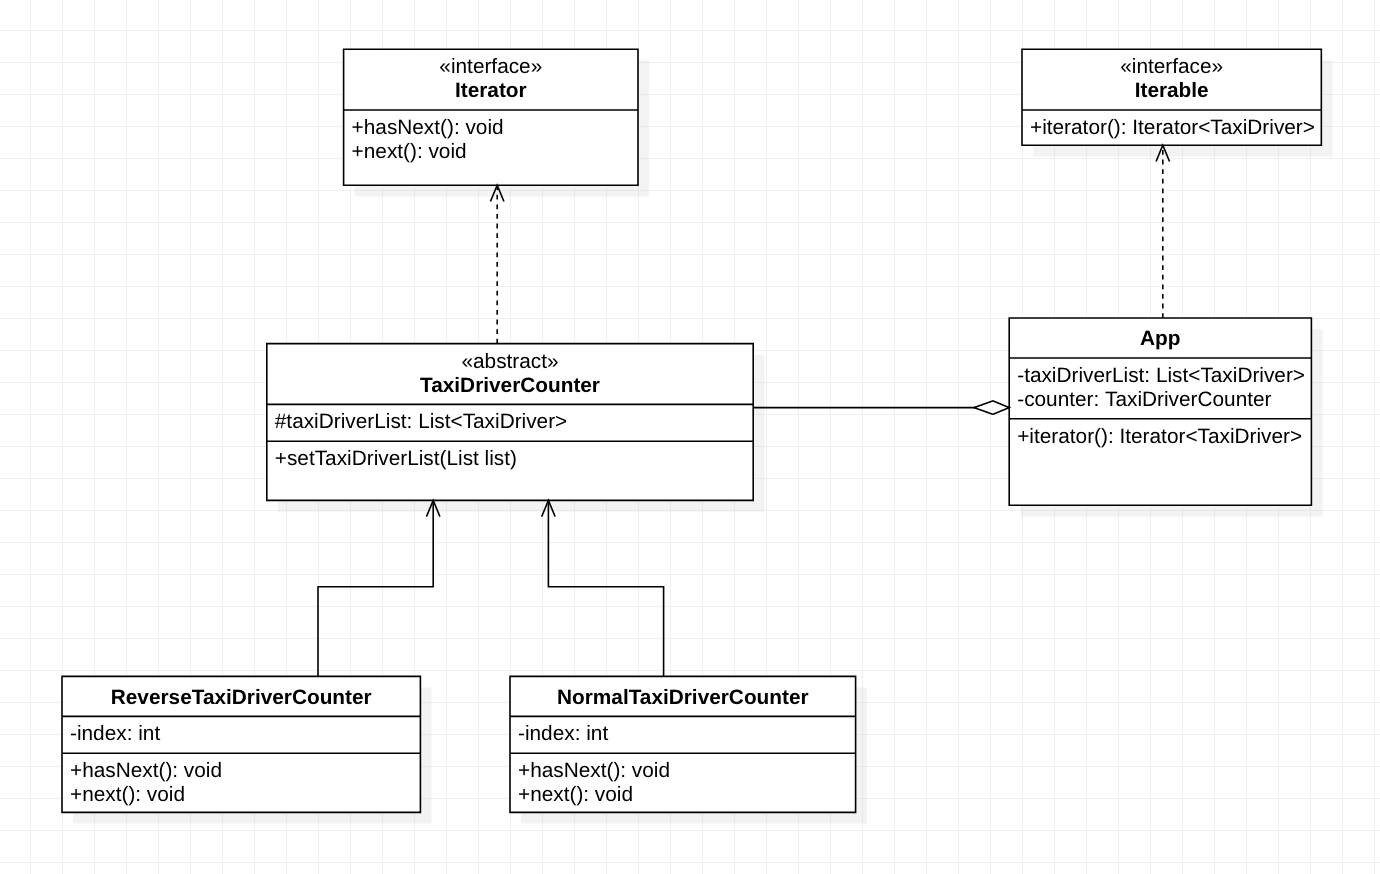 «interface»
Iterator
+hasNext(): void
+next(): void
«interface»
Iterable
+iterator(): Iterator<TaxiDriver>
«abstract»
TaxiDriverCounter
#taxiDriverList: List<TaxiDriver>
+setTaxiDriverList(List list)
App
-taxiDriverList: List<TaxiDriver>
-counter: TaxiDriverCounter
+iterator(): Iterator<TaxiDriver>
ReverseTaxiDriverCounter
-index: int
+hasNext(): void
+next(): void
NormalTaxiDriverCounter
-index: int
+hasNext(): void
+next(): void